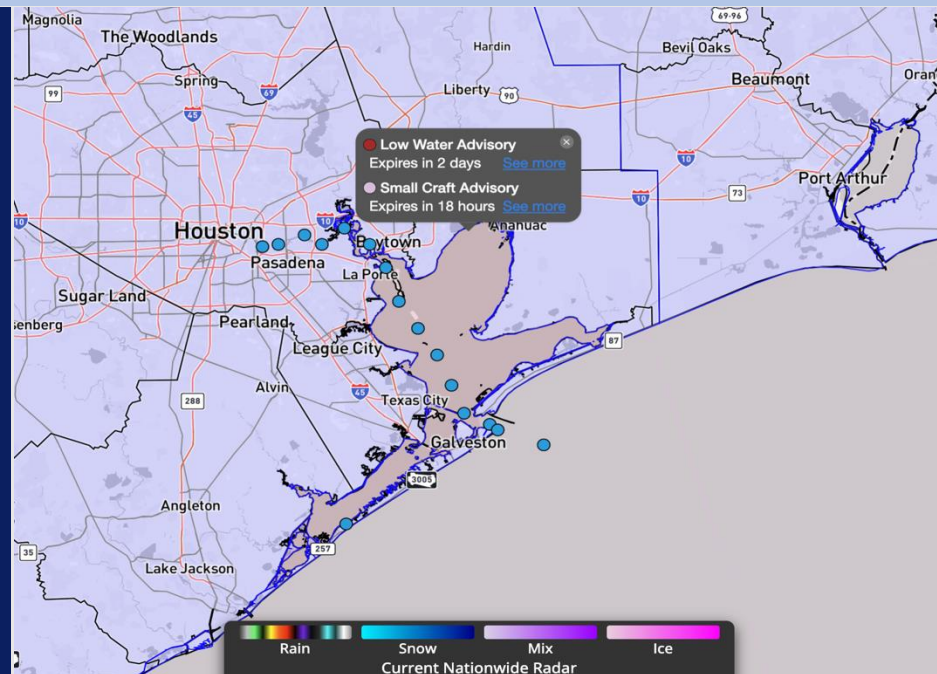 Magnolia
69-96
The Woodlands
Hardin
Bevil Oaks
Spring
69
Beaumont
Oran
99
Liberty
90
45
Low Water Advisory
Expires in 2 days See more
10
Small Craft Advisory
Port Arthur
73
Expires in 18 hours See more
10
10
Houston
Anahuac
Baytown
Pasadena
La Porte
Sugar Land
senberg
Pearland
87
League City
Alvin
45
288
Texas City
Galveston
3005
Angleton
35
257
Lake Jackson
Rain
Snow
Mix
Ice
Current Nationwide Radar